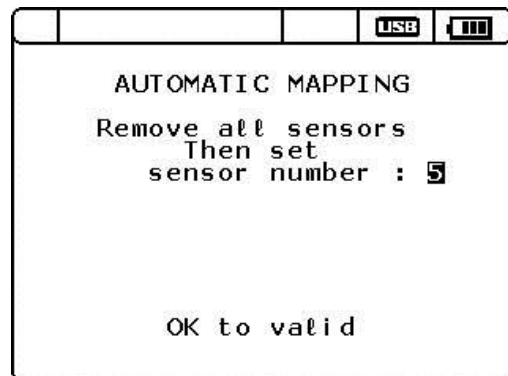 USB
AUTOMATIC MAPPING
Remove all sensors
Then set
sensor number : 5
OK to valid